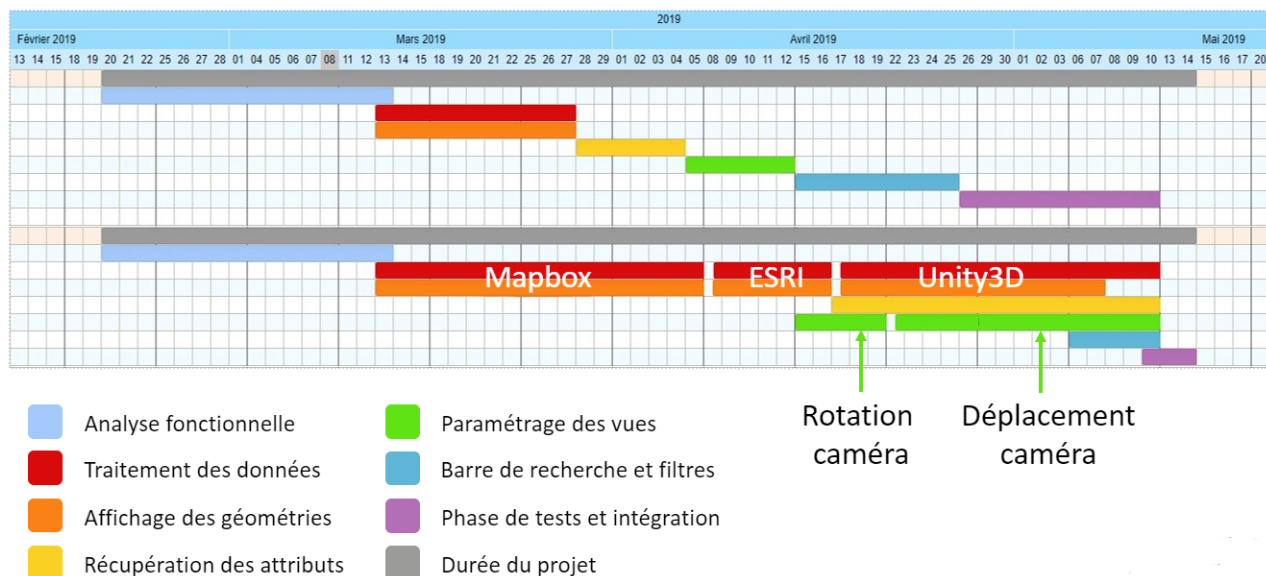 2019
Février 2019 Mars 2019 Avril 2019 Mai 2019
13 14 15 18 19 20 21 22 25 26 27 28 01 04 05 06 07 08 11 12 13 14 15 18 19 20 21 22 25 26 27 28 29 01 02 03 04 05 08 09 10 11 12 15 16 17 18 19 22 23 24 25 26 29 30 01 02 03 06 07 08 09 10 13 14 15 16 17 20
Mapbox ESRI Unity3D
Rotation
caméra
Déplacement
caméra
Analyse fonctionnelle
Traitement des données
Affichage des géométries
Récupération des attributs
Paramétrage des vues
Barre de recherche et filtres
Phase de tests et intégration
Durée du projet